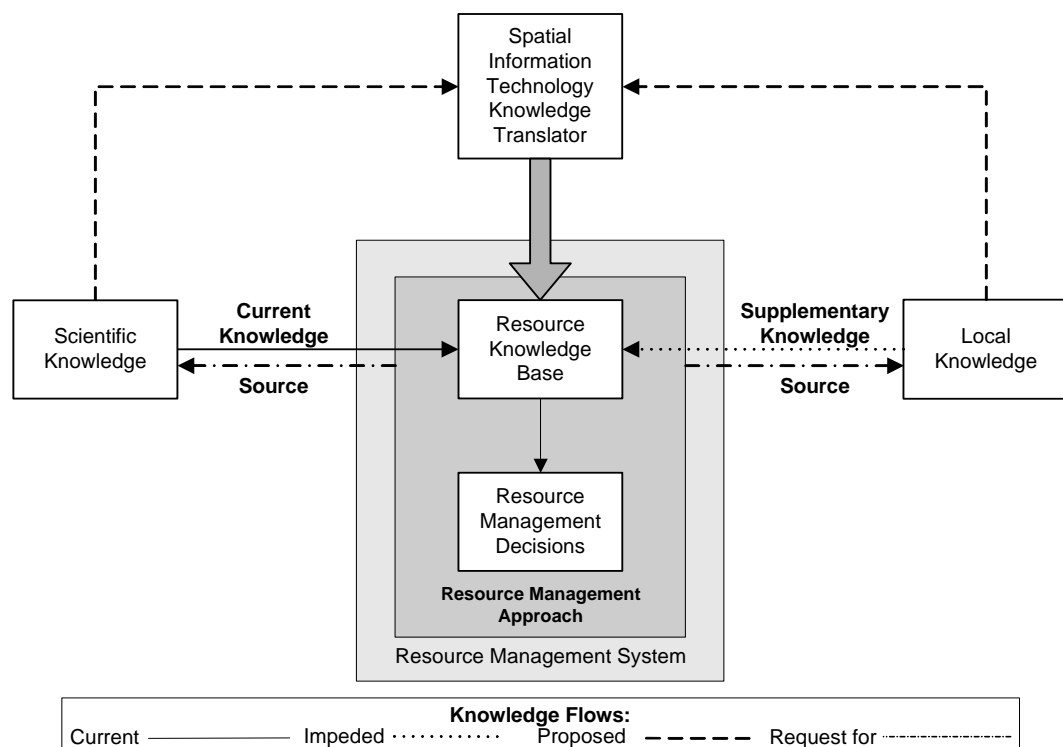 Spatial
Information
Technology
Knowledge
Translator
Scientific
Knowledge
Current
Knowledge
Source
Resource
Knowledge
Base
Supplementary
Knowledge
Source
Local
Knowledge
Resource
Management
Decisions
Resource Management
Approach
Resource Management System
Knowledge Flows:
Current Impeded Proposed Request for